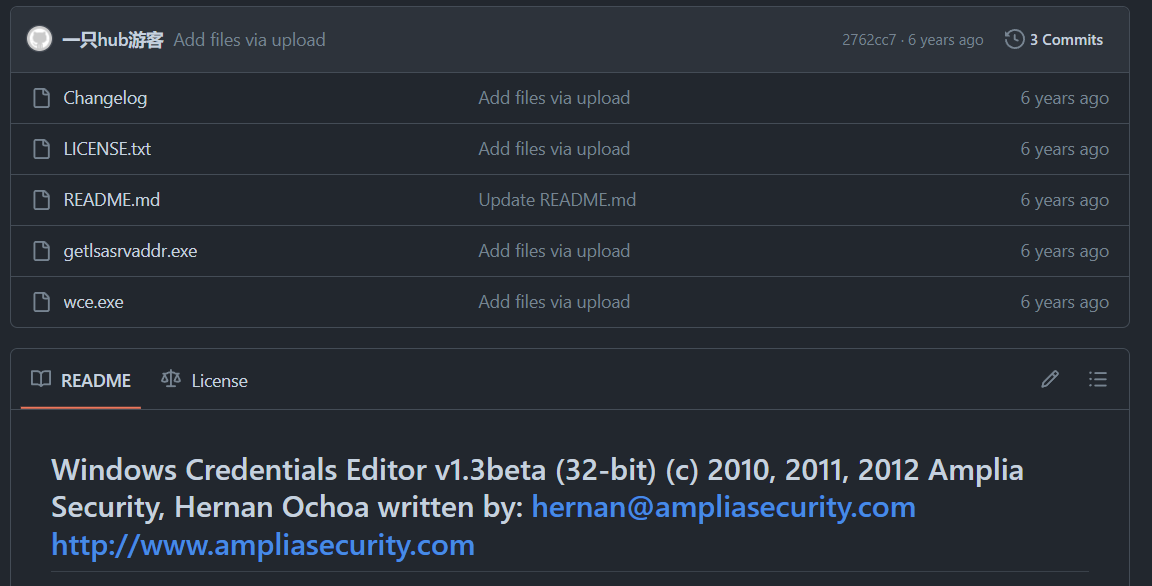 一只hub游客 Add files via upload 2762cc7 · 6 years ago 3 Commits
Changelog Add files via upload 6 years ago
LICENSE.txt Add files via upload 6 years ago
README.md Update README.md 6 years ago
getlsasrvaddr.exe Add files via upload 6 years ago
wce.exe Add files via upload 6 years ago
README License
Windows Credentials Editor v1.3beta (32-bit) (c) 2010, 2011, 2012 Amplia
Security, Hernan Ochoa written by: hernan@ampliasecurity.com
http://www.ampliasecurity.com